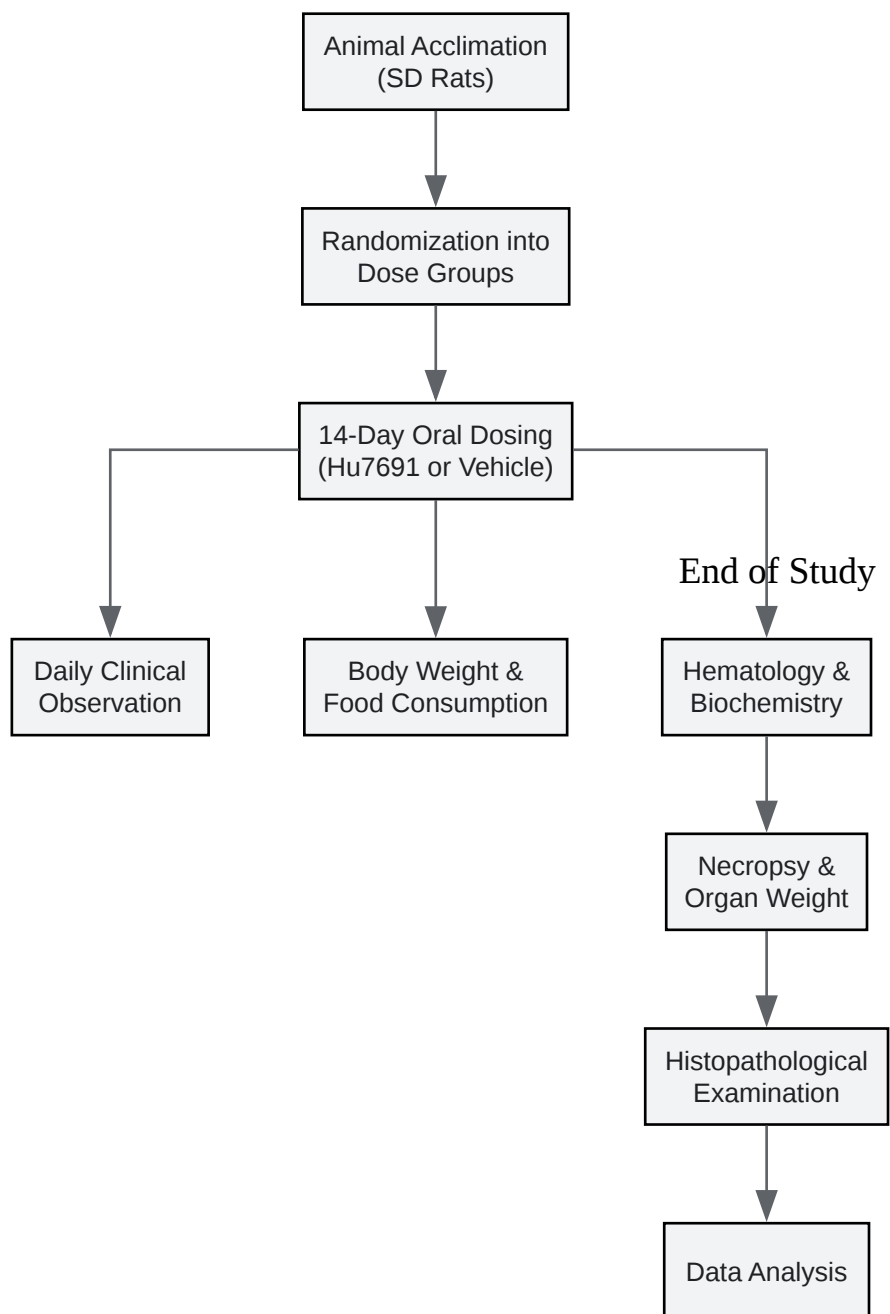 Animal Acclimation
(SD Rats)
Randomization into
Dose Groups
14-Day Oral Dosing
(Hu7691 or Vehicle)
End of Study
Daily Clinical
Observation
Body Weight &
Food Consumption
Hematology &
Biochemistry
Necropsy &
Organ Weight
Histopathological
Examination
Data Analysis